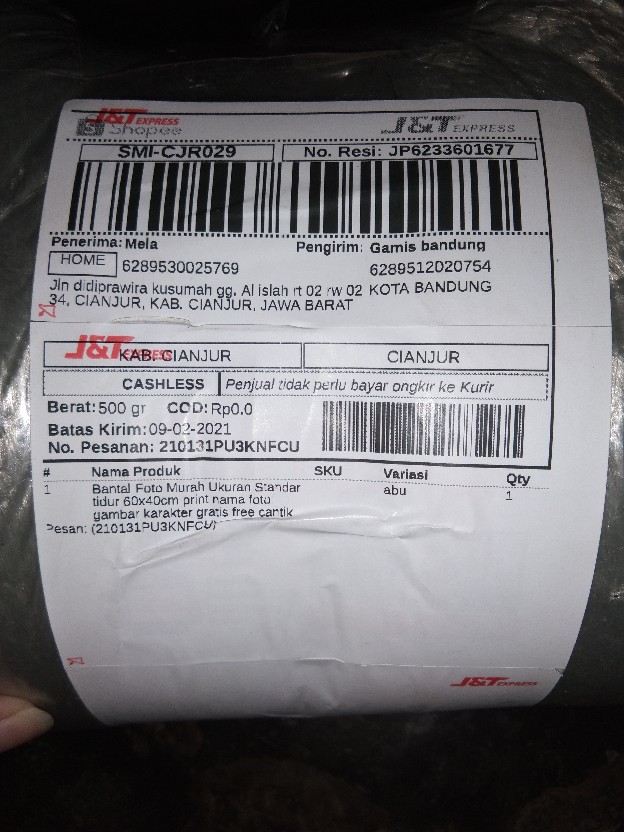 J&T EXPRESS
Shopee
J&T EXPRESS
SMI-CJR029
No. Resi: JP6233601677
Penerima: Mela
Pengirim: Gamis bandung
HOME
6289530025769
6289512020754
Jln didiprawira kusumah gg. Al islah rt 02 rw 02
KOTA BANDUNG
34, CIANJUR, KAB. CIANJUR, JAWA BARAT
J&T EXPRESS
KAB. CIANJUR
CIANJUR
CASHLESS
Penjual tidak perlu bayar ongkir ke Kurir
Berat: 500 gr
COD: Rp0.0
Batas Kirim: 09-02-2021
No. Pesanan: 210131PU3KNFCU
# Nama Produk SKU Variasi Qty
1 Bantal Foto Murah Ukuran Standar abu 1
tidur 60x40cm print nama foto
gambar karakter gratis free cantik
Pesan: (210131PU3KNFCU)
J&T EXPRESS